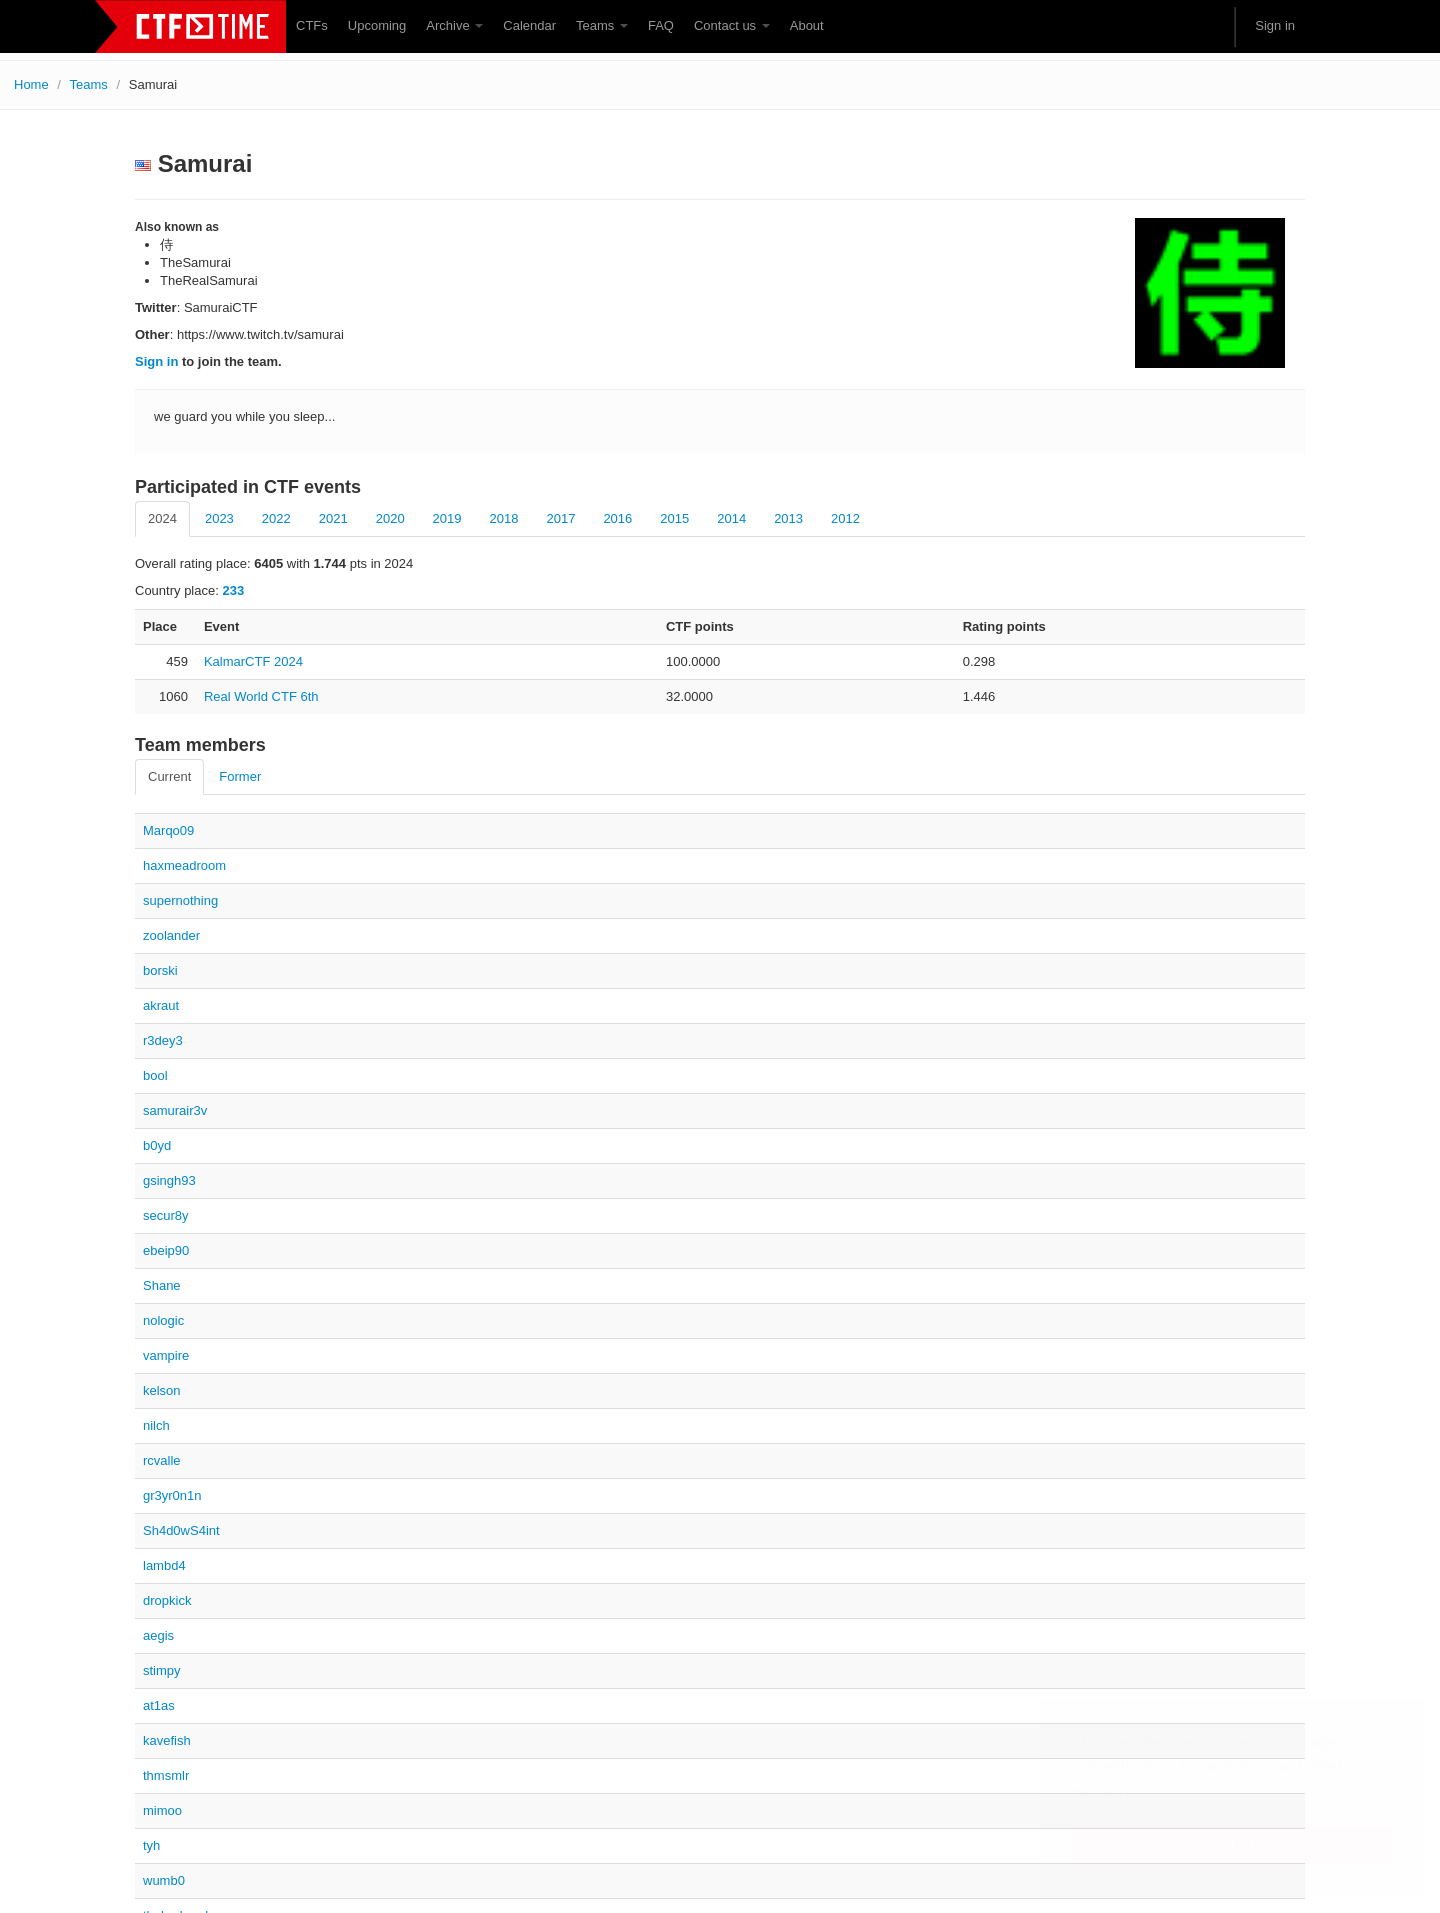 CTF TIME CTFs Upcoming Archive Calendar Teams FAQ Contact us About Sign in
Home / Teams / Samurai
Samurai
Also known as
侍
TheSamurai
TheRealSamurai
Twitter: SamuraiCTF
Other: https://www.twitch.tv/samurai
Sign in to join the team.
侍
we guard you while you sleep...
Participated in CTF events
2024 2023 2022 2021 2020 2019 2018 2017 2016 2015 2014 2013 2012
Overall rating place: 6405 with 1.744 pts in 2024
Country place: 233
Place Event CTF points Rating points
459 KalmarCTF 2024 100.0000 0.298
1060 Real World CTF 6th 32.0000 1.446
Team members
Current Former
Marqo09
haxmeadroom
supernothing
zoolander
borski
akraut
r3dey3
bool
samurair3v
b0yd
gsingh93
secur8y
ebeip90
Shane
nologic
vampire
kelson
nilch
rcvalle
gr3yr0n1n
Sh4d0wS4int
lambd4
dropkick
aegis
stimpy
at1as
kavefish
thmsmlr
mimoo
tyh
wumb0